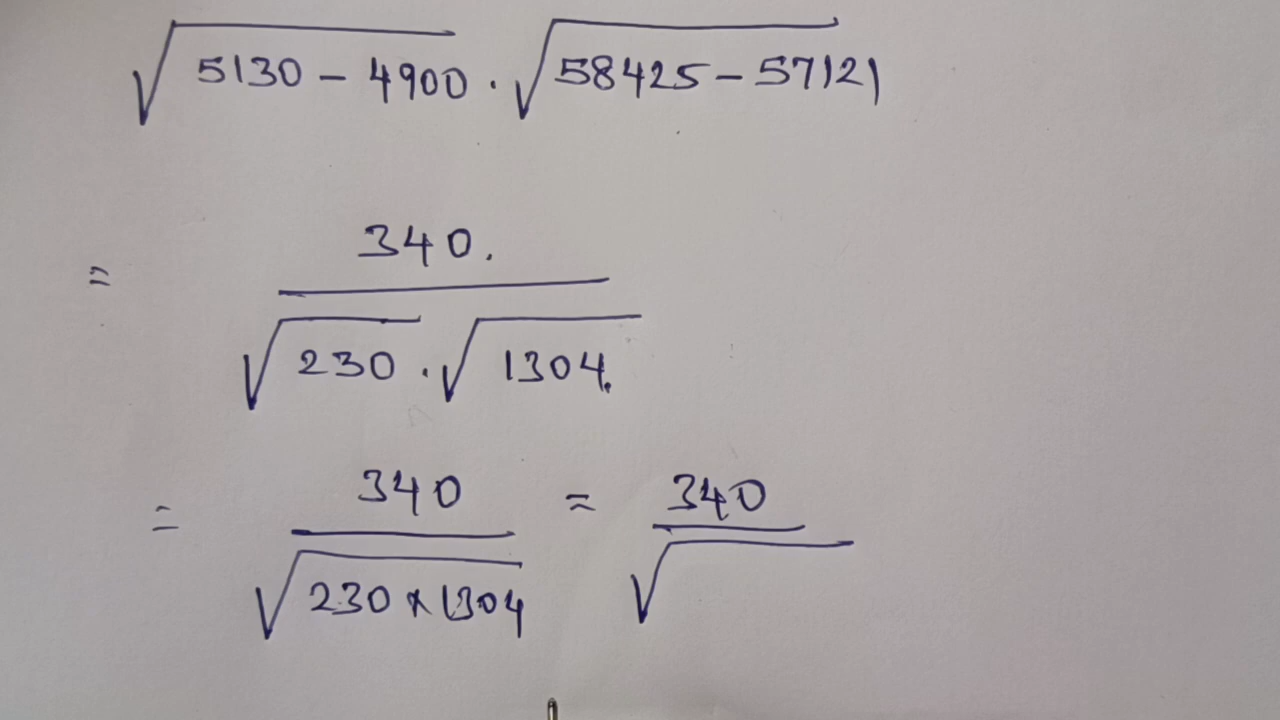 √5130 - 4900 . √58425 - 57121
= 340. / √230 . √1304.
= 340 / √230 × 1304 = 340 / √